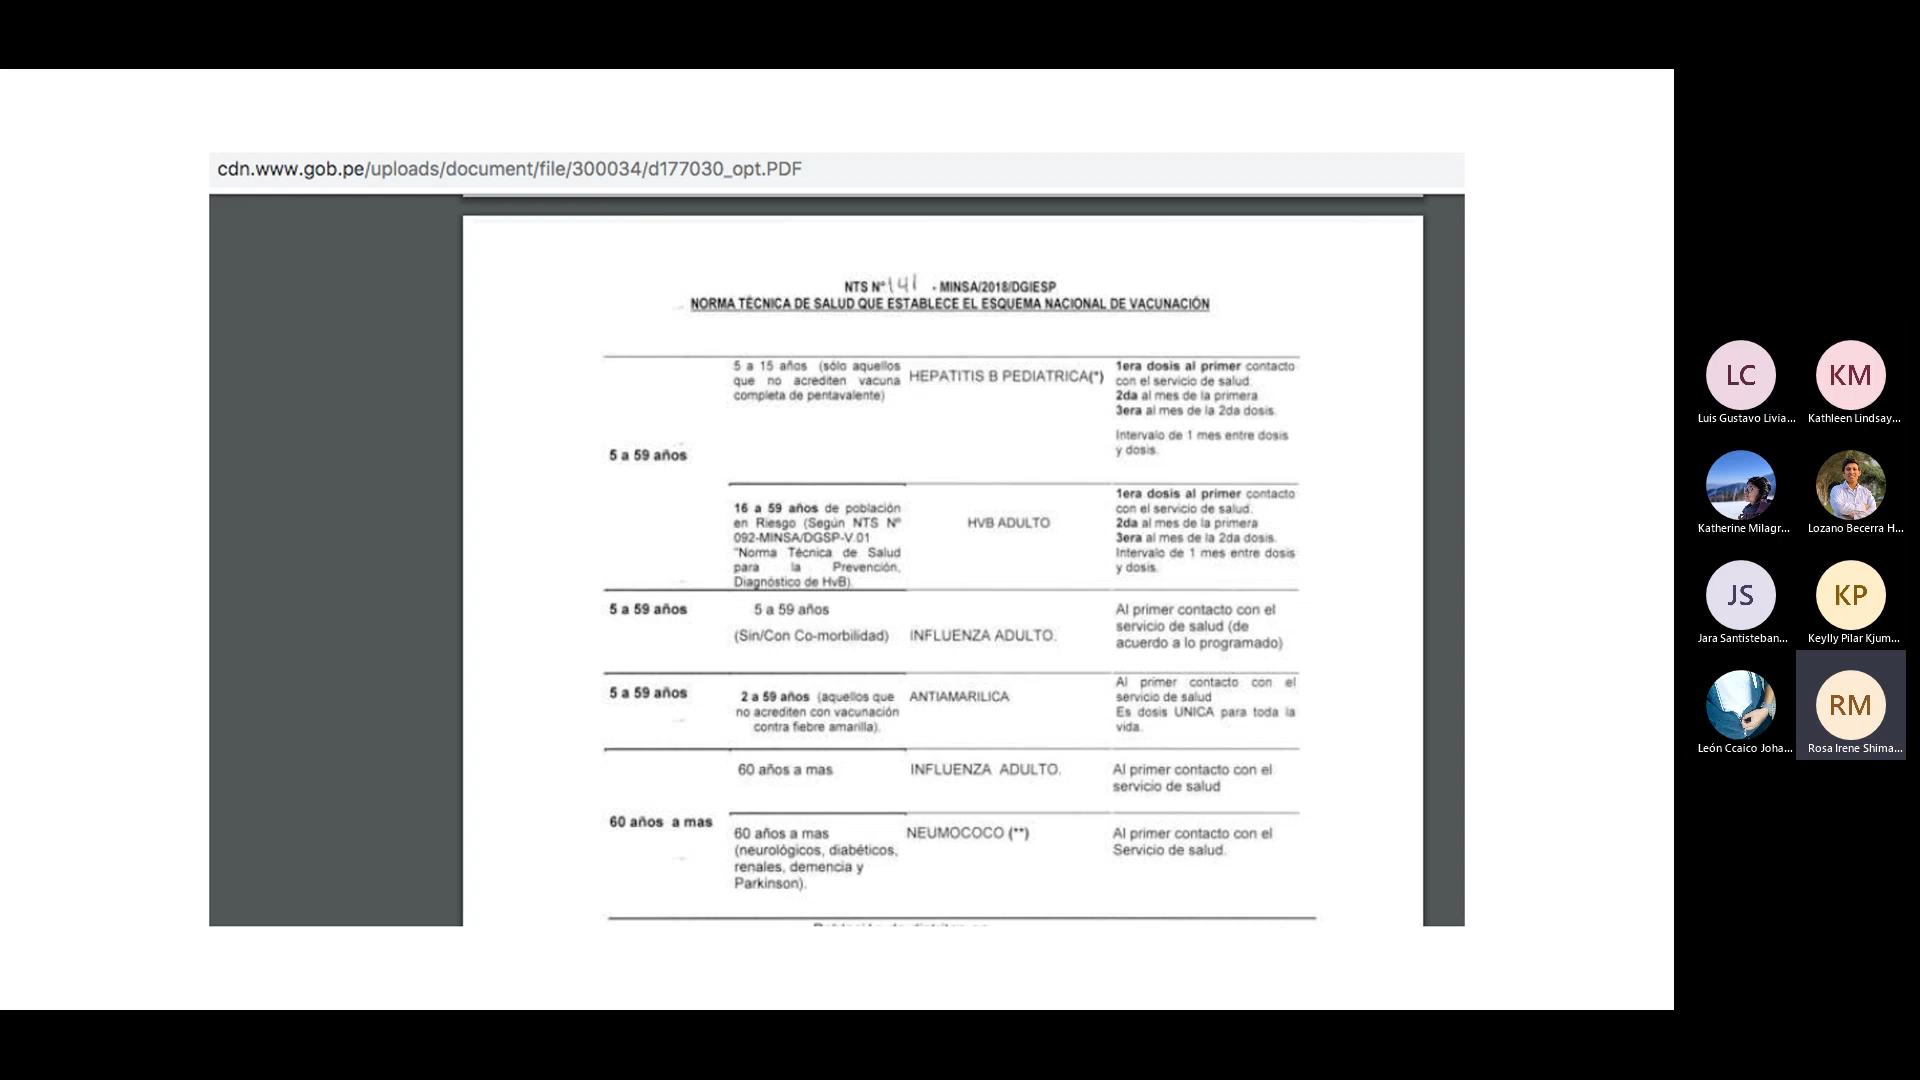 cdn.www.gob.pe/uploads/document/file/300034/d177030_opt.PDF
NTS N° 141 - MINSA/2018/DGIESP
NORMA TÉCNICA DE SALUD QUE ESTABLECE EL ESQUEMA NACIONAL DE VACUNACIÓN
5 a 59 años
5 a 15 años (sólo aquellos
que no acrediten vacuna
completa de pentavalente)
HEPATITIS B PEDIATRICA(*)
1era dosis al primer contacto
con el servicio de salud.
2da al mes de la primera
3era al mes de la 2da dosis.
Intervalo de 1 mes entre dosis
y dosis.
16 a 59 años de población
en Riesgo (Según NTS Nº
092-MINSA/DGSP-V.01
"Norma Técnica de Salud
para la Prevención,
Diagnóstico de HvB).
HVB ADULTO
1era dosis al primer contacto
con el servicio de salud.
2da al mes de la primera
3era al mes de la 2da dosis.
Intervalo de 1 mes entre dosis
y dosis.
5 a 59 años
5 a 59 años
(Sin/Con Co-morbilidad)
INFLUENZA ADULTO.
Al primer contacto con el
servicio de salud (de
acuerdo a lo programado)
5 a 59 años
2 a 59 años (aquellos que
no acrediten con vacunación
contra fiebre amarilla).
ANTIAMARILICA
Al primer contacto con el
servicio de salud
Es dosis UNICA para toda la
vida.
60 años a mas
60 años a mas
INFLUENZA ADULTO.
Al primer contacto con el
servicio de salud
60 años a mas
(neurológicos, diabéticos,
renales, demencia y
Parkinson).
NEUMOCOCO (**)
Al primer contacto con el
Servicio de salud.
LC
Luis Gustavo Livia...
KM
Kathleen Lindsay...
Katherine Milagr...
Lozano Becerra H...
JS
Jara Santisteban...
KP
Keylly Pilar Kjum...
León Ccaico Joha...
RM
Rosa Irene Shima...